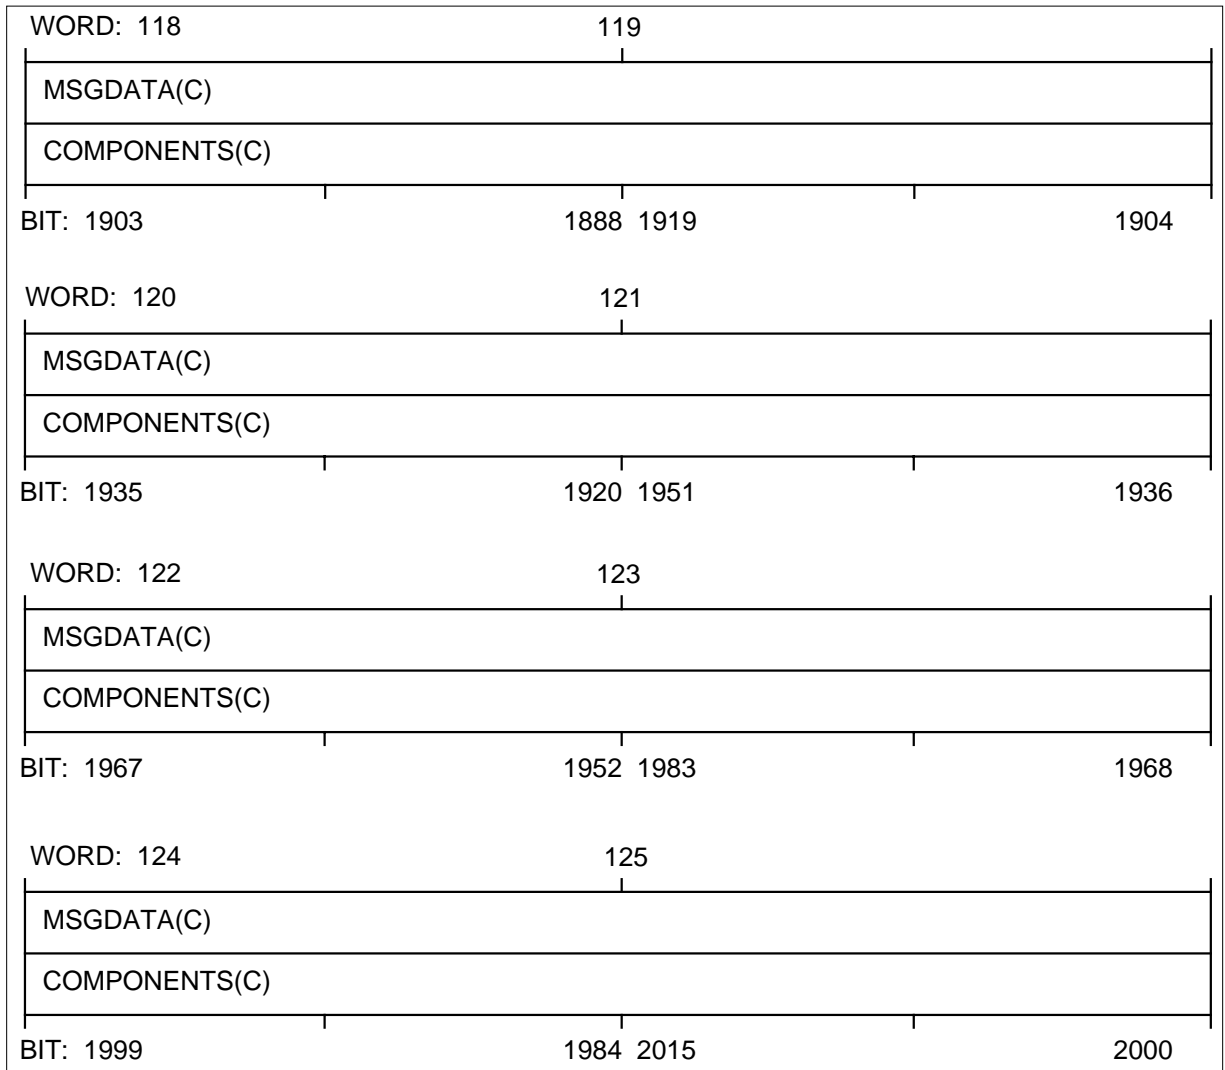 WORD: 118 119
MSGDATA(C)
COMPONENTS(C)
BIT: 1903 1888 1919 1904
WORD: 120 121
MSGDATA(C)
COMPONENTS(C)
BIT: 1935 1920 1951 1936
WORD: 122 123
MSGDATA(C)
COMPONENTS(C)
BIT: 1967 1952 1983 1968
WORD: 124 125
MSGDATA(C)
COMPONENTS(C)
BIT: 1999 1984 2015 2000